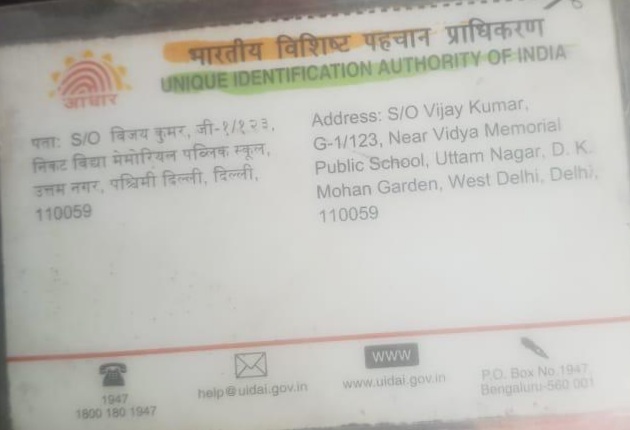 भारतीय विशिष्ट पहचान प्राधिकरण
UNIQUE IDENTIFICATION AUTHORITY OF INDIA
आधार
पता: S/O विजय कुमर, जी-१/१२३,
निकट विद्या मेमोरियल पब्लिक स्कूल,
उत्तम नगर, पश्चिमी दिल्ली, दिल्ली,
110059
Address: S/O Vijay Kumar,
G-1/123, Near Vidya Memorial
Public School, Uttam Nagar, D. K.
Mohan Garden, West Delhi, Delhi,
110059
1947
1800 180 1947
help@uidai.gov.in
www
www.uidai.gov.in
P.O. Box No.1947,
Bengaluru-560 001